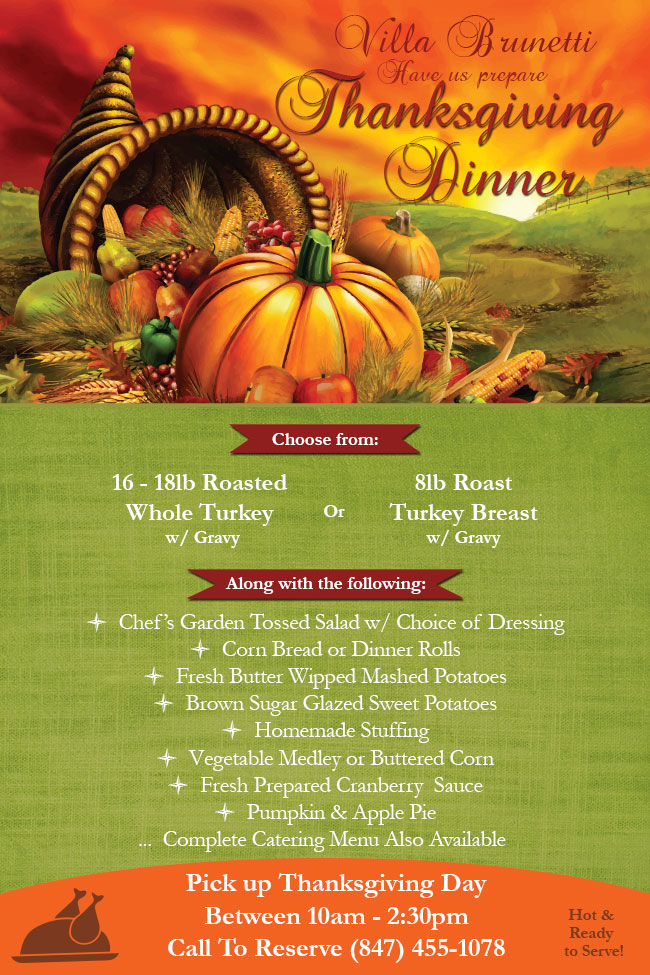 Villa Brunetti
Have us prepare
Thanksgiving
Dinner
Choose from:
16 - 18lb Roasted
Whole Turkey
w/ Gravy
Or
8lb Roast
Turkey Breast
w/ Gravy
Along with the following:
Chef's Garden Tossed Salad w/ Choice of Dressing
Corn Bread or Dinner Rolls
Fresh Butter Wipped Mashed Potatoes
Brown Sugar Glazed Sweet Potatoes
Homemade Stuffing
Vegetable Medley or Buttered Corn
Fresh Prepared Cranberry Sauce
Pumpkin & Apple Pie
... Complete Catering Menu Also Available
Pick up Thanksgiving Day
Between 10am - 2:30pm
Call To Reserve (847) 455-1078
Hot &
Ready
to Serve!